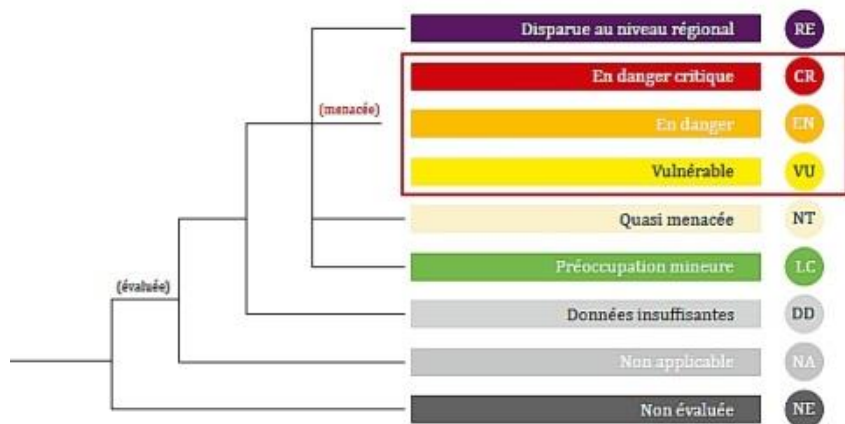 Disparue au niveau régional RE
En danger critique CR
(menacée)
En danger EN
Vulnérable VU
Quasi menacée NT
Préoccupation mineure LC
(évaluée)
Données insuffisantes DD
Non applicable NA
Non évaluée NE